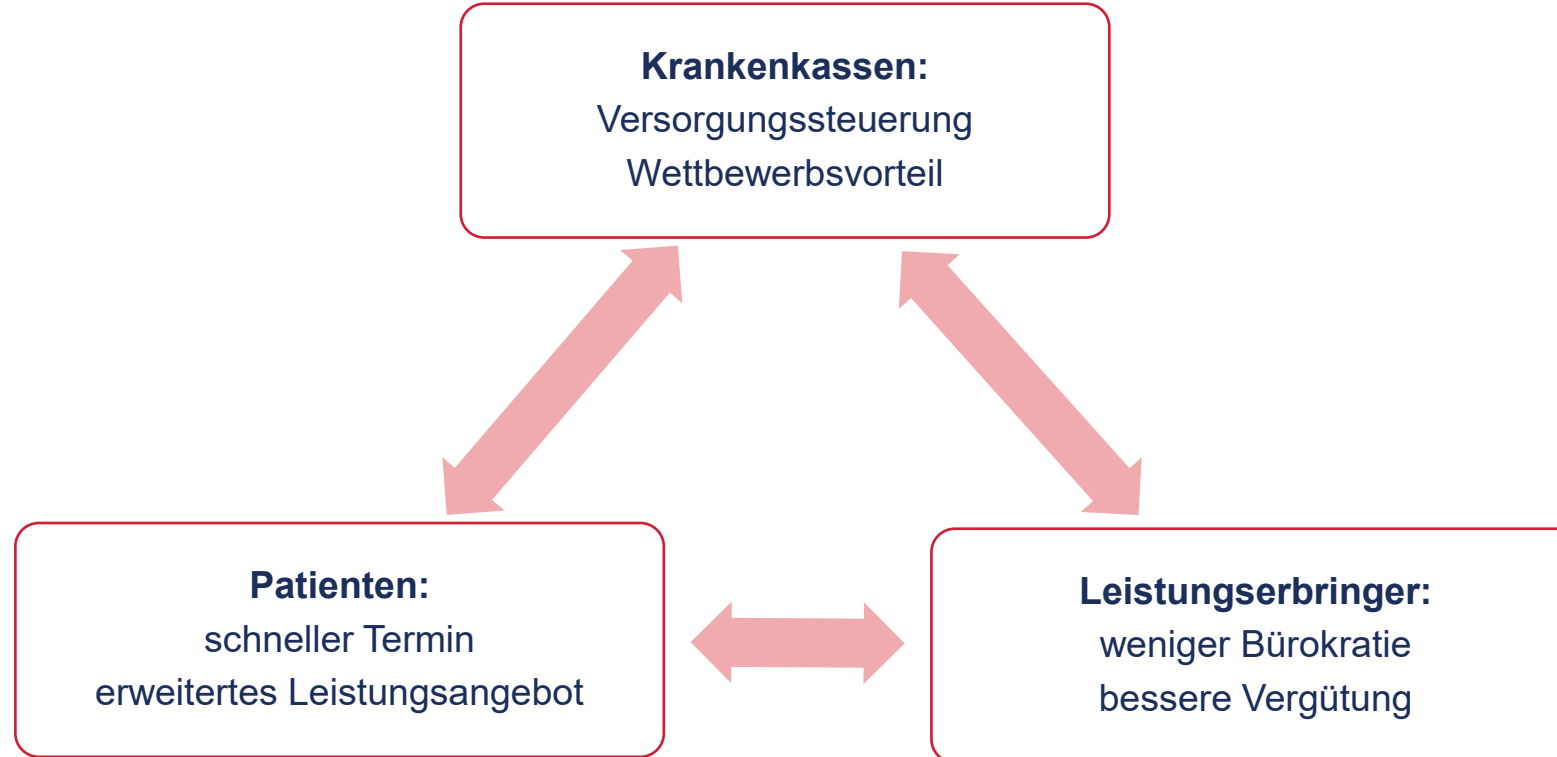 Krankenkassen:
Versorgungssteuerung
Wettbewerbsvorteil
Patienten:
schneller Termin
erweitertes Leistungsangebot
Leistungserbringer:
weniger Bürokratie
bessere Vergütung